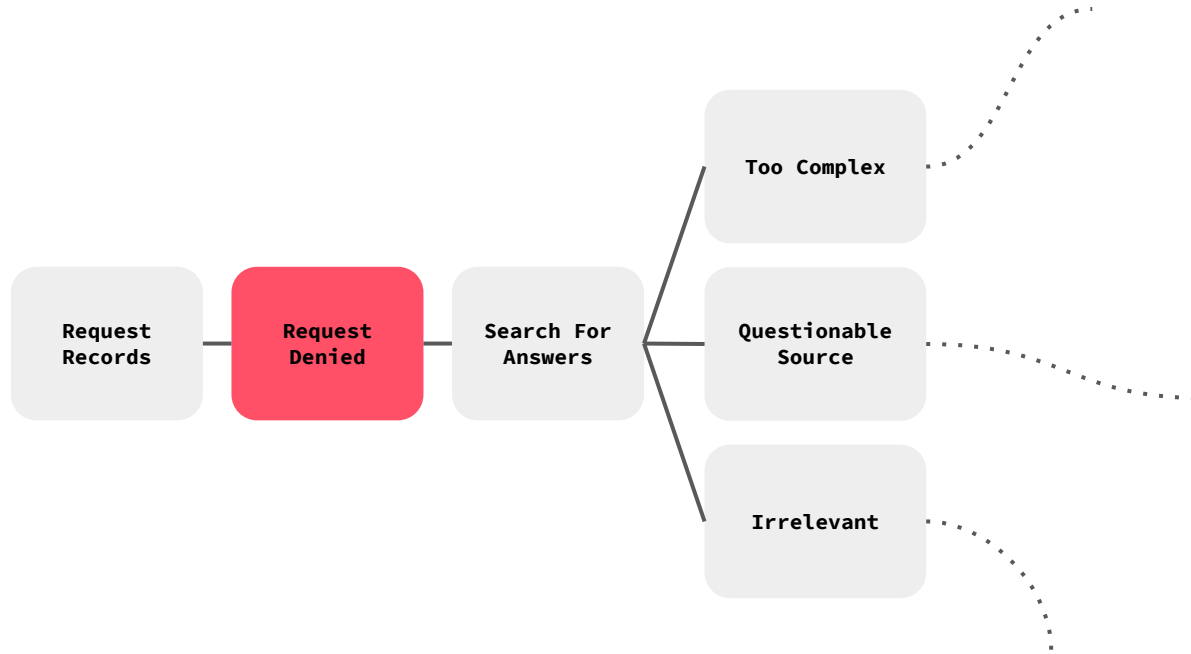 Request
Records
Request
Denied
Search For
Answers
Too Complex
Questionable
Source
Irrelevant